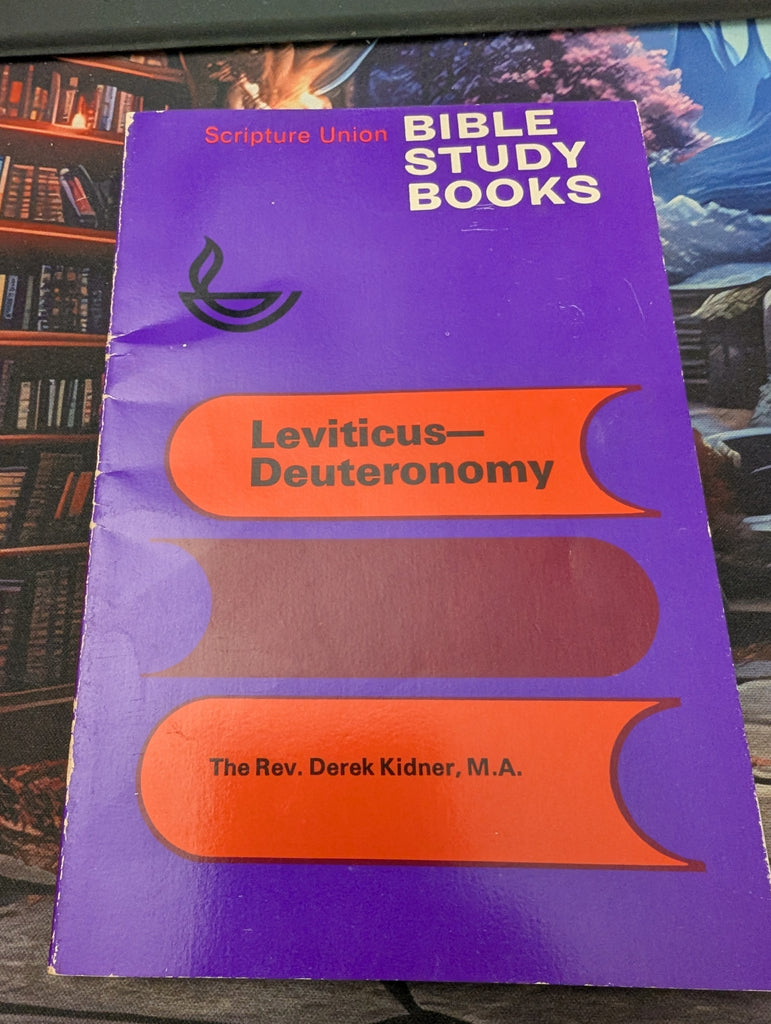 Scripture Union
BIBLE
STUDY
BOOKS
Leviticus—
Deuteronomy
The Rev. Derek Kidner, M.A.